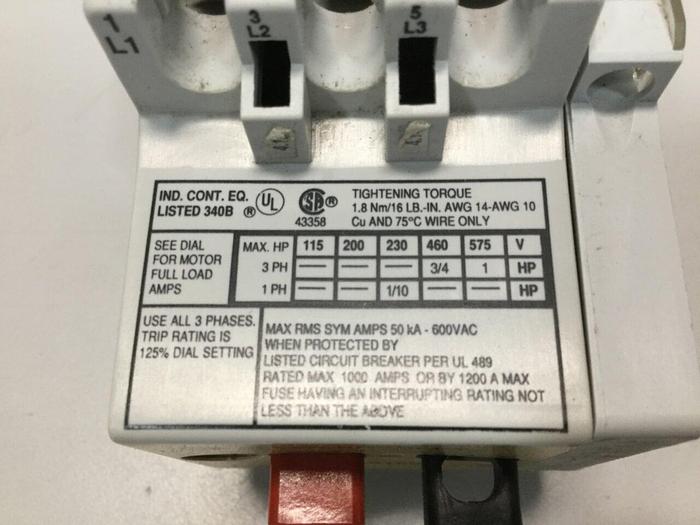 1
L1
3
L2
5
L3
IND. CONT. EQ.
LISTED 340B
UL
®
SA
®
43358
TIGHTENING TORQUE
1.8 Nm/16 LB.-IN. AWG 14-AWG 10
Cu AND 75°C WIRE ONLY
SEE DIAL
FOR MOTOR
FULL LOAD
AMPS
MAX. HP 115 200 230 460 575 V
3 PH — — — 3/4 1 HP
1 PH — — 1/10 — — HP
USE ALL 3 PHASES.
TRIP RATING IS
125% DIAL SETTING
MAX RMS SYM AMPS 50 kA - 600VAC
WHEN PROTECTED BY
LISTED CIRCUIT BREAKER PER UL 489
RATED MAX 1000 AMPS OR BY 1200 A MAX
FUSE HAVING AN INTERRUPTING RATING NOT
LESS THAN THE ABOVE